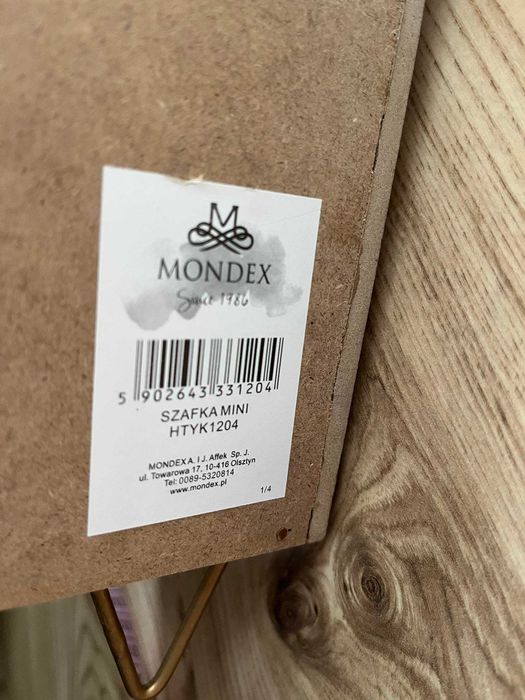 M
MONDEX
Since 1986
5 902643 331204
SZAFKA MINI
HTYK1204
MONDEX A. I J. Affek Sp. J.
ul. Towarowa 17, 10-416 Olsztyn
Tel: 0089-5320814
www.mondex.pl
1/4